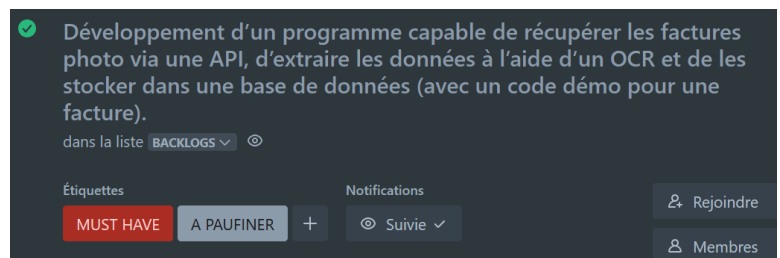 Développement d’un programme capable de récupérer les factures
photo via une API, d’extraire les données à l’aide d’un OCR et de les
stocker dans une base de données (avec un code démo pour une
facture).
dans la liste BACKLOGS
Étiquettes
Notifications
MUST HAVE
A PAUFINER
Suivie
Rejoindre
Membres